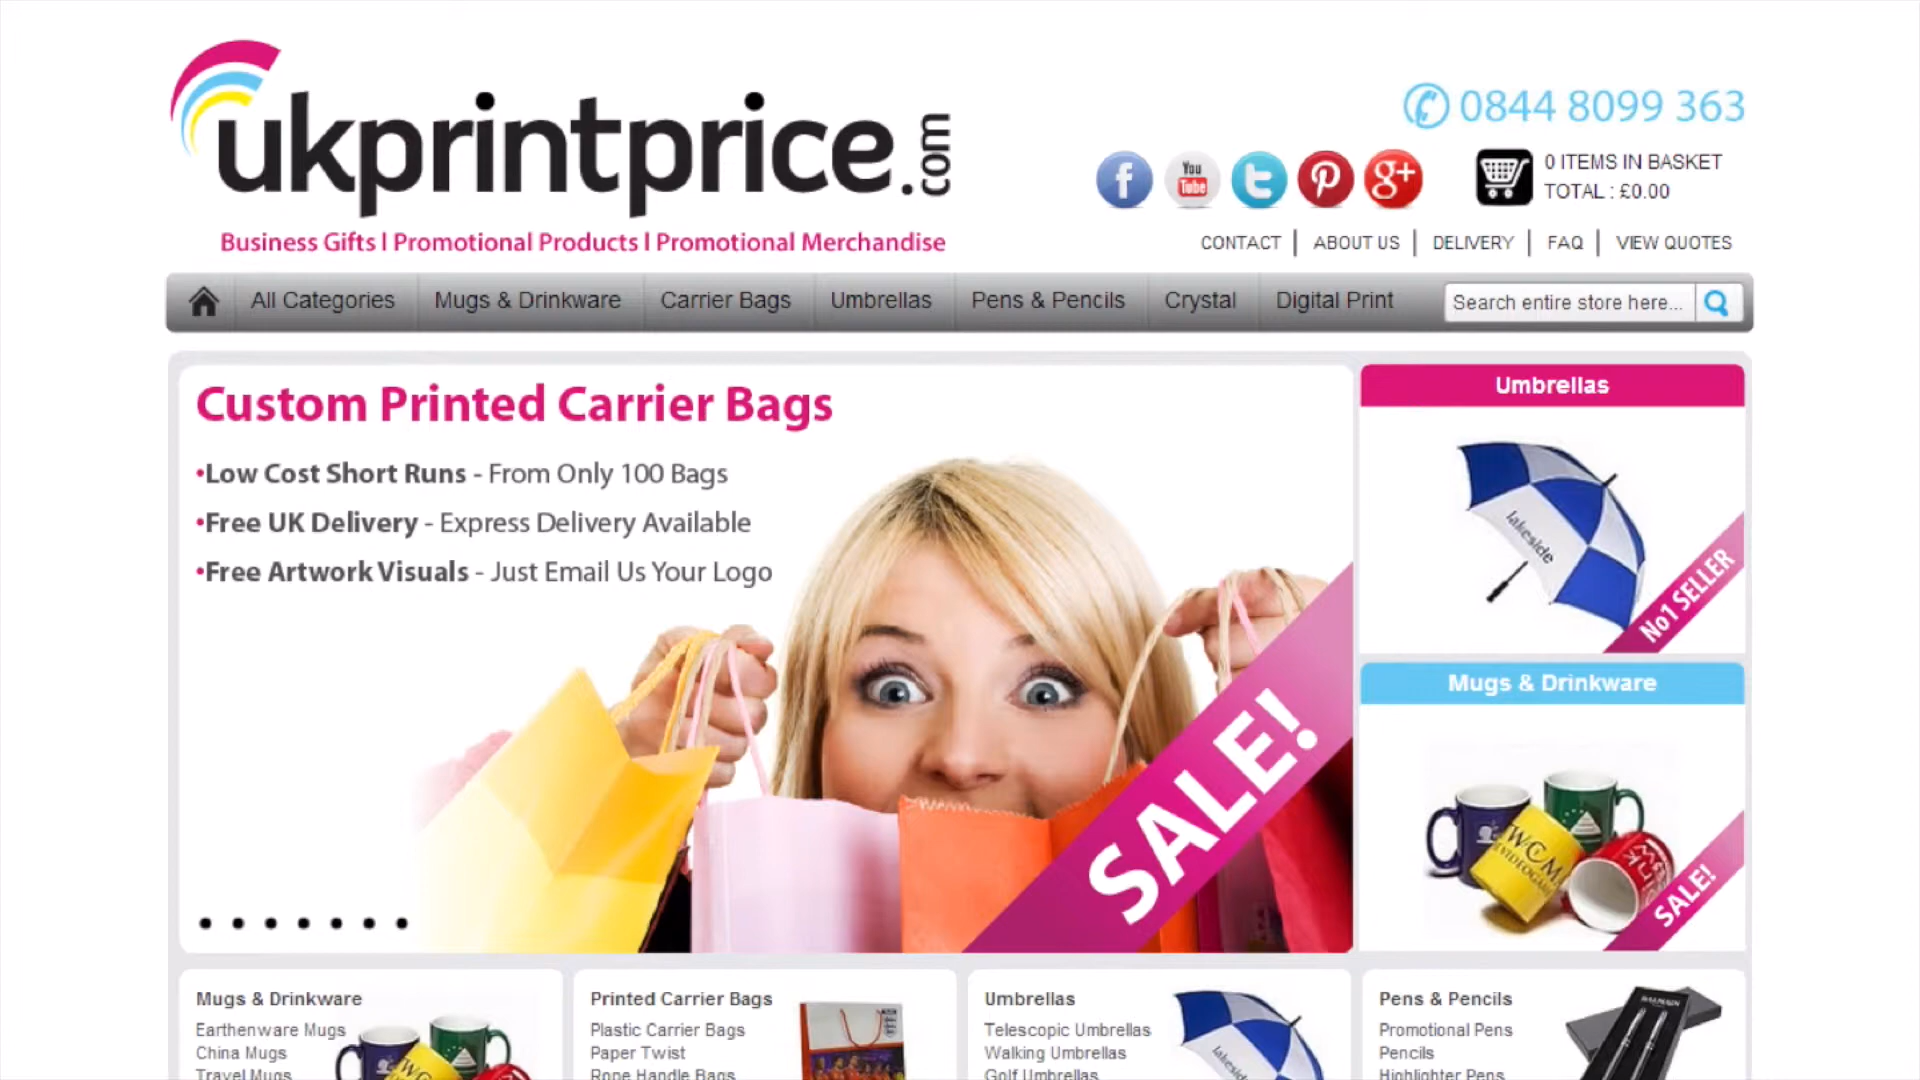 ukprintprice.com
Business Gifts | Promotional Products | Promotional Merchandise
0844 8099 363
f
You Tube
t
P
g+
0 ITEMS IN BASKET
TOTAL : £0.00
CONTACT | ABOUT US | DELIVERY | FAQ | VIEW QUOTES
All Categories Mugs & Drinkware Carrier Bags Umbrellas Pens & Pencils Crystal Digital Print Search entire store here...
Custom Printed Carrier Bags
•Low Cost Short Runs - From Only 100 Bags
•Free UK Delivery - Express Delivery Available
•Free Artwork Visuals - Just Email Us Your Logo
SALE!
Umbrellas
lakeside
No1 SELLER
Mugs & Drinkware
SALE!
Mugs & Drinkware
Earthenware Mugs
China Mugs
Travel Mugs
Printed Carrier Bags
Plastic Carrier Bags
Paper Twist
Rope Handle Bags
Umbrellas
Telescopic Umbrellas
Walking Umbrellas
Golf Umbrellas
lakeside
Pens & Pencils
Promotional Pens
Pencils
Highlighter Pens
BALMAIN